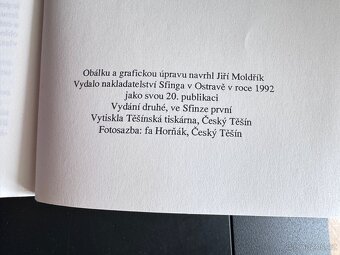 Obálku a grafickou úpravu navrhl Jiří Moldřík
Vydalo nakladatelství Sfinga v Ostravě v roce 1992
jako svou 20. publikaci
Vydání druhé, ve Sfinze první
Vytiskla Těšínská tiskárna, Český Těšín
Fotosazba: fa Horňák, Český Těšín